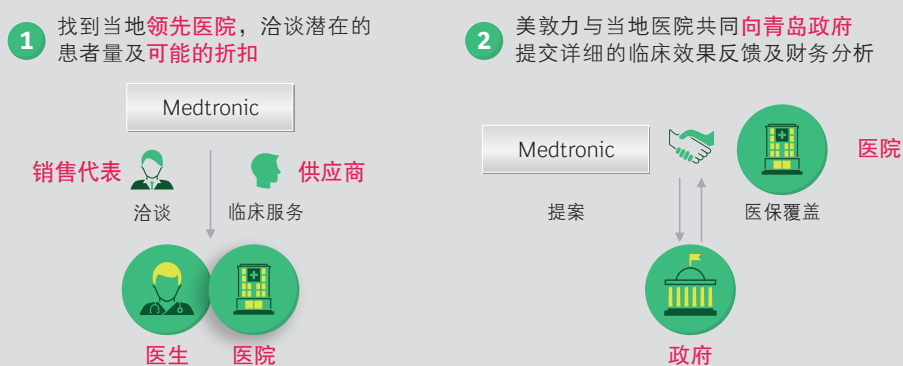 1
找到当地领先医院，洽谈潜在的
患者量及可能的折扣
Medtronic
销售代表
供应商
洽谈
临床服务
医生
医院
2
美敦力与当地医院共同向青岛政府
提交详细的临床效果反馈及财务分析
Medtronic
医院
提案
医保覆盖
政府